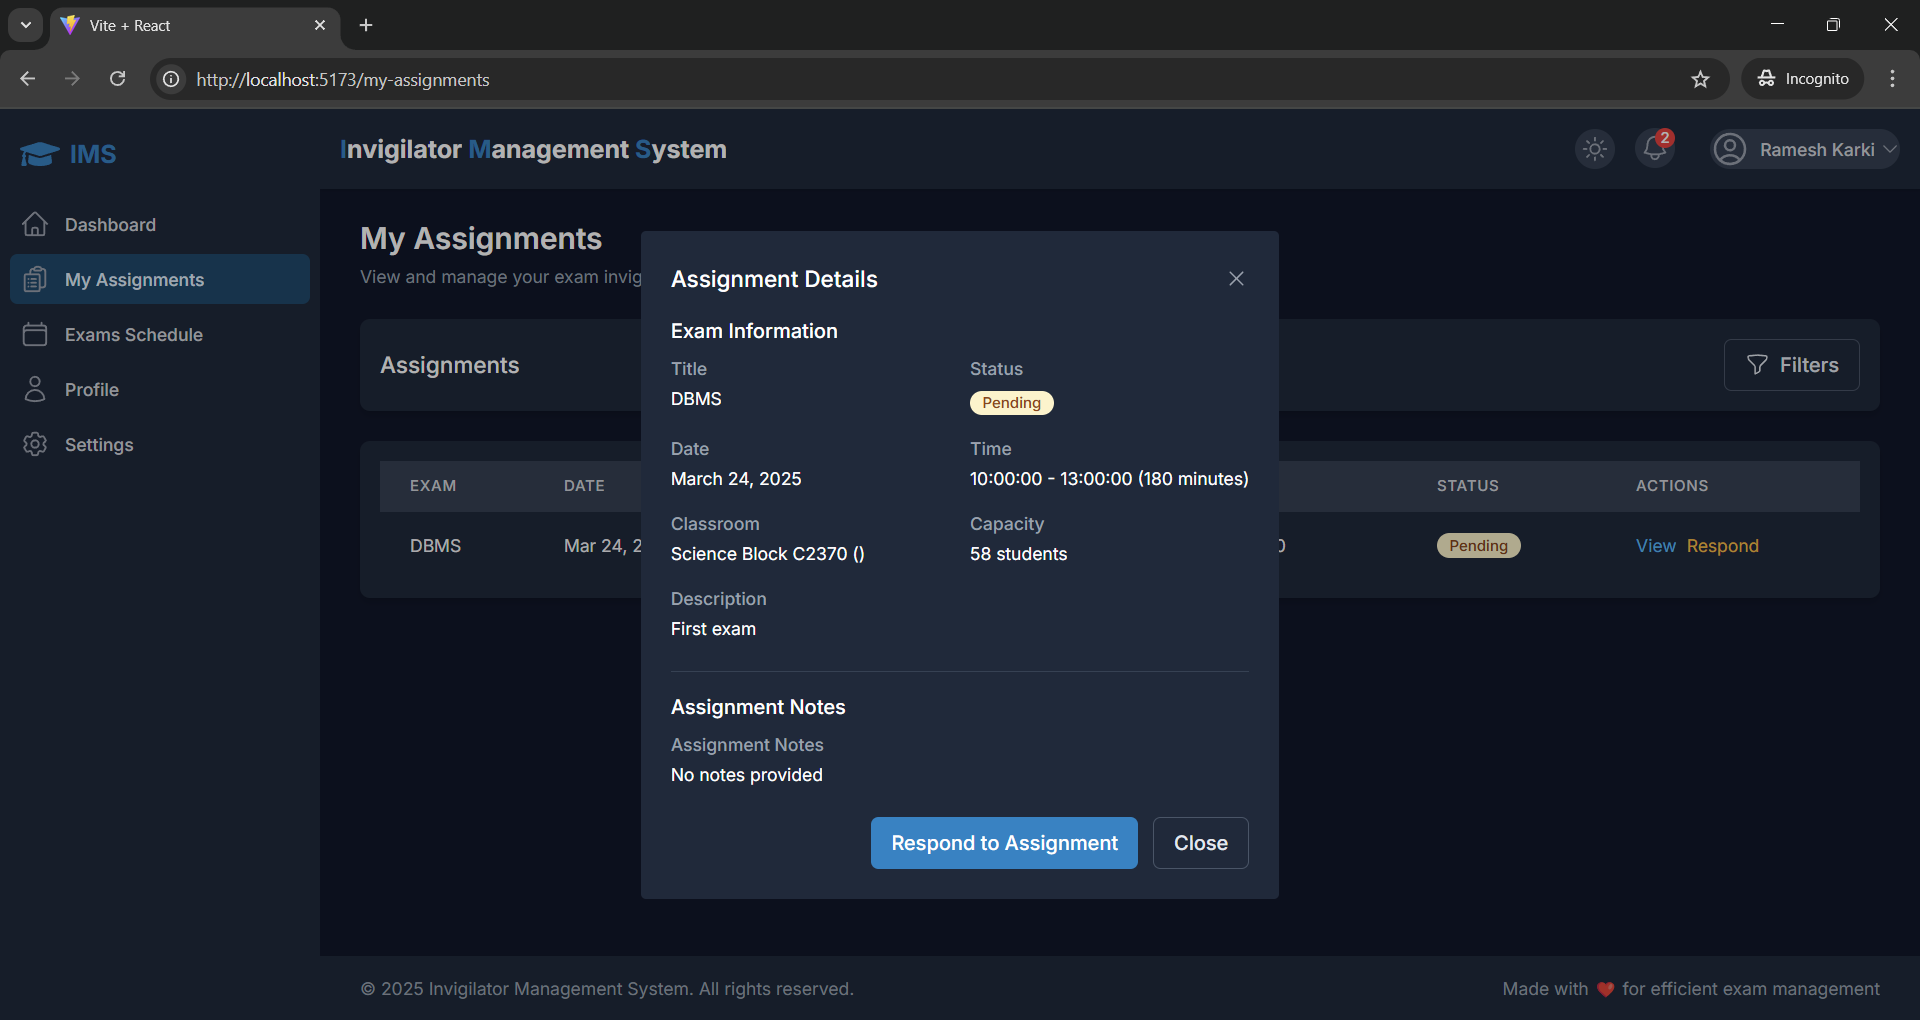 Vite + React
http://localhost:5173/my-assignments
Incognito
IMS
Invigilator Management System
2
Ramesh Karki
Dashboard
My Assignments
Exams Schedule
Profile
Settings
My Assignments
View and manage your exam
Assignments
Filters
EXAM DATE STATUS ACTIONS
DBMS Mar 24, Pending View Respond
Assignment Details
Exam Information
Title Status
DBMS Pending
Date Time
March 24, 2025 10:00:00 - 13:00:00 (180 minutes)
Classroom Capacity
Science Block C2370 () 58 students
Description
First exam
Assignment Notes
Assignment Notes
No notes provided
Respond to Assignment Close
© 2025 Invigilator Management System. All rights reserved.
Made with ❤️ for efficient exam management